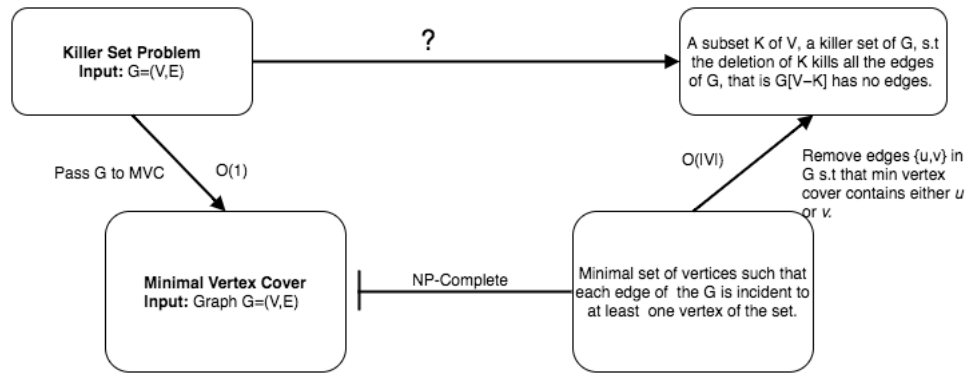 Killer Set Problem
Input: G=(V,E)
?
A subset K of V, a killer set of G, s.t
the deletion of K kills all the edges
of G, that is G[V−K] has no edges.
Pass G to MVC
O(1)
O(|V|)
Remove edges {u,v} in
G s.t that min vertex
cover contains either u
or v.
Minimal Vertex Cover
Input: Graph G=(V,E)
NP-Complete
Minimal set of vertices such that
each edge of the G is incident to
at least one vertex of the set.